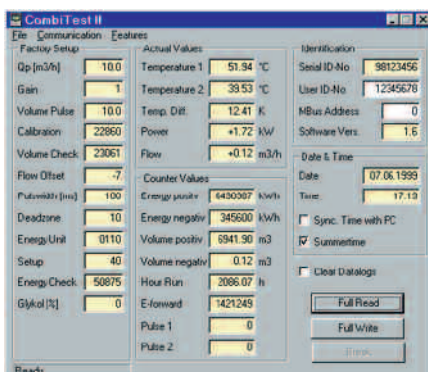 CombiTest II
File Communication Features
Factory Setup
Qp [m3/h] 10.0
Gain 1
Volume Pulse 10.0
Calibration 22860
Volume Check 23061
Flow Offset -7
Pulswidth [ms] 100
Deadzone 10
Energy Unit 0110
Setup 40
Energy Check 50875
Glykol [%] 0
Actual Values
Temperature 1 51.94 °C
Temperature 2 39.53 °C
Temp. Diff. 12.41 K
Power +1.72 kW
Flow +0.12 m3/h
Counter Values
Energy positiv kWh
Energy negativ 345600 kWh
Volume positiv 6941.90 m3
Volume negativ 0.12 m3
Hour Run 2086.07 h
E-forward 1421249
Pulse 1 0
Pulse 2 0
Identification
Serial ID-No 98123456
User ID-No 12345678
MBus Address 0
Software Vers. 1.6
Date & Time
Date 07.06.1999
Time 17.13
Sync. Time with PC
Summertime
Clear Datalogs
Full Read
Full Write
Break
Ready